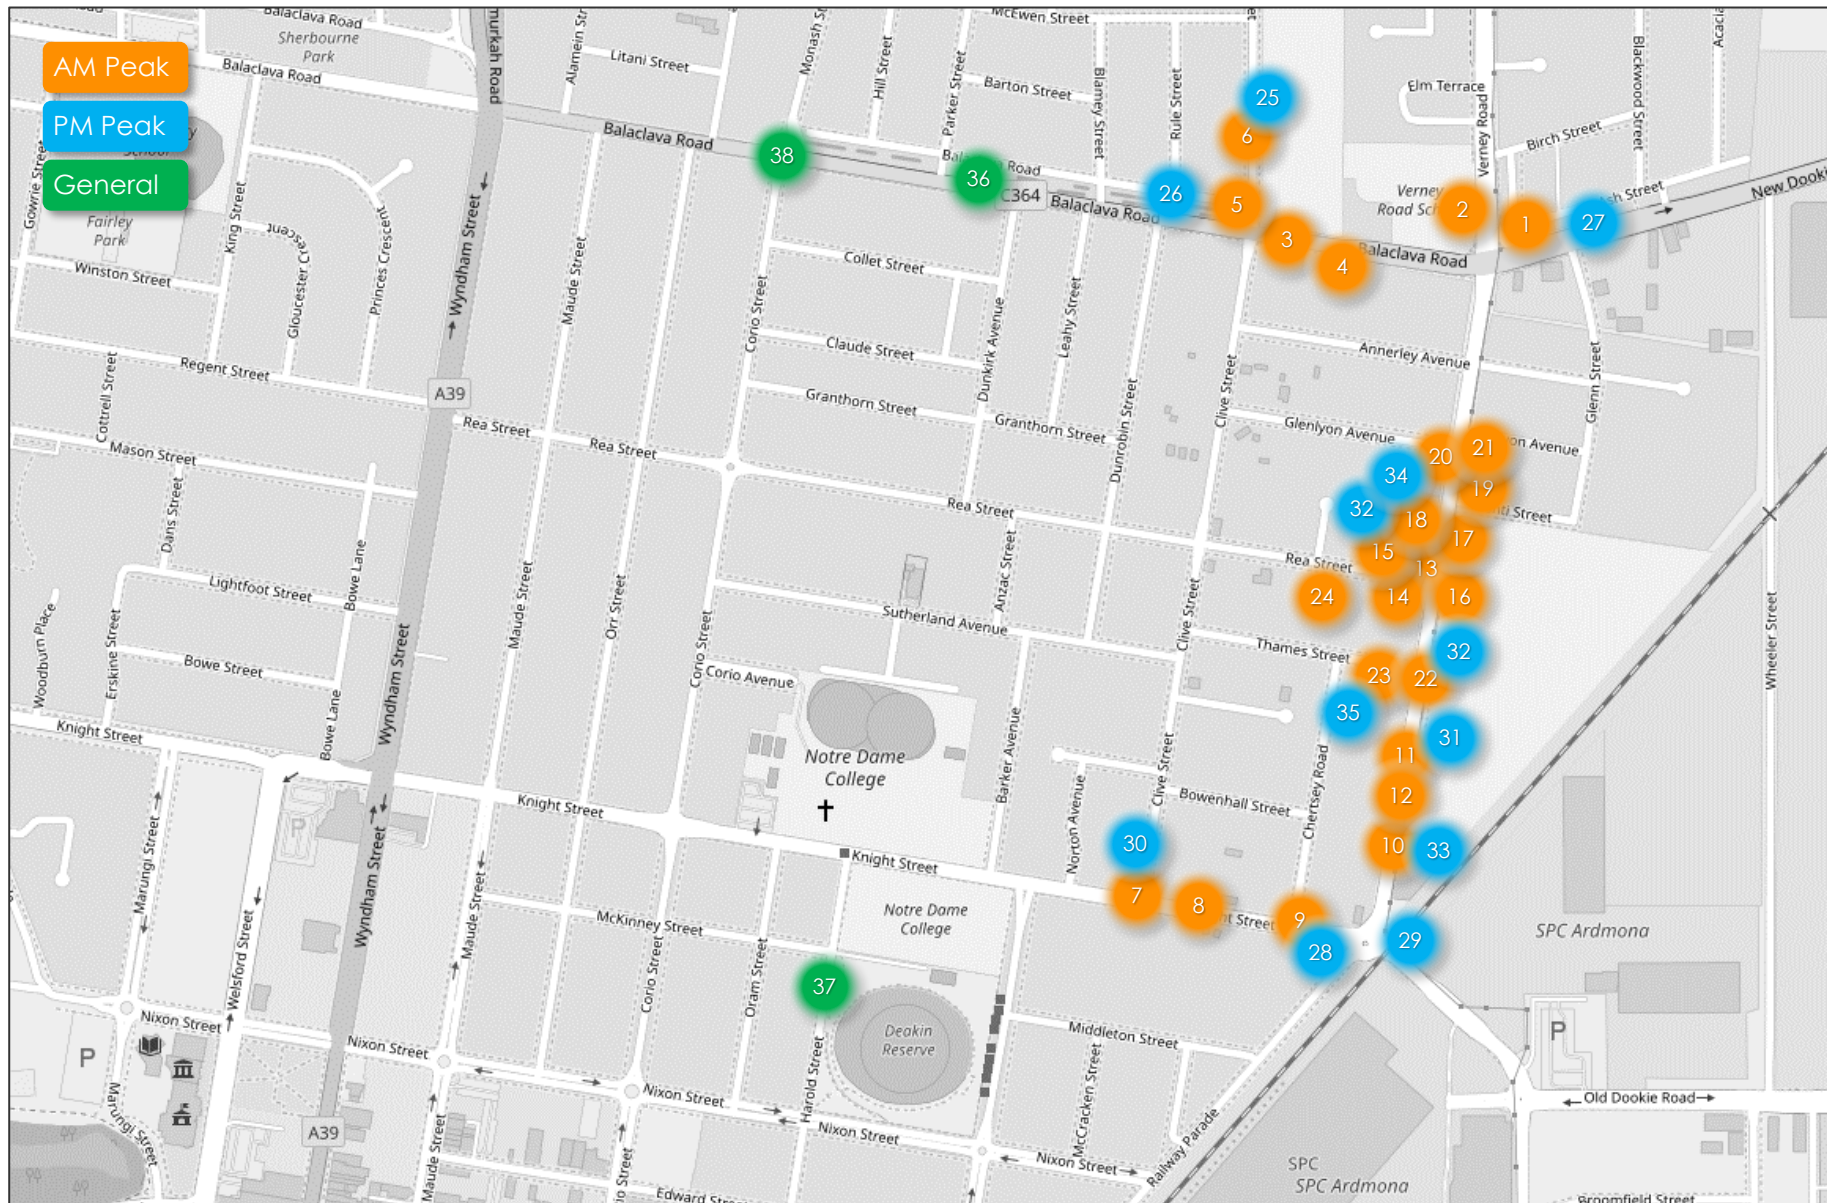 AM Peak
PM Peak
General
Balaclava Road
Sherbourne
Park
Balaclava Road
Alamein Str
Litani Street
Monash St
Hill Street
Parker Street
McEwen Street
Barton Street
Blamey Street
Rule Street
Elm Terrace
Verney Road
Birch Street
Blackwood Street
Acacia
New Dooki
Gowrie Street
Fairley
Park
King Street
Gloucester Crescent
Princes Crescent
Winston Street
Wyndham Street
Balaclava Road
C364
Balaclava Road
Balaclava Road
38
36
26
25
6
5
3
4
2
1
27
Maude Street
Corio Street
Collet Street
Claude Street
Granthorn Street
Granthorn Street
Dunkirk Avenue
Leahy Street
Dunrobin Street
Clive Street
Annerley Avenue
Glenlyon Avenue
Glenn Street
Regent Street
A39
Cottrell Street
Mason Street
Dans Street
Rea Street
Rea Street
Rea Street
Rea Street
21
20
34
19
32
18
17
15
13
24
14
16
32
23
22
35
31
11
12
10
33
30
7
8
9
28
29
37
Lightfoot Street
Bowe Lane
Bowe Street
Bowe Lane
Erskine Street
Woodburn Place
Wyndham Street
Maude Street
Orr Street
Corio Street
Sutherland Avenue
Anzac Street
Clive Street
Thames Street
Corio Avenue
Notre Dame
College
Barker Avenue
Norton Avenue
Clive Street
Bowenhall Street
Chertsey Road
Wheeler Street
Knight Street
Knight Street
Knight Street
Marungi Street
Welsford Street
Wyndham Street
Maude Street
McKinney Street
Corio Street
Oram Street
Notre Dame
College
Deakin
Reserve
Harold Street
SPC Ardmona
Nixon Street
Nixon Street
Nixon Street
Nixon Street
Nixon Street
Middleton Street
McCracken Street
Railway Parade
P
P
P
Old Dookie Road
Marungi Street
A39
Maude Street
Edward Street
SPC
SPC Ardmona
Broomfield Street